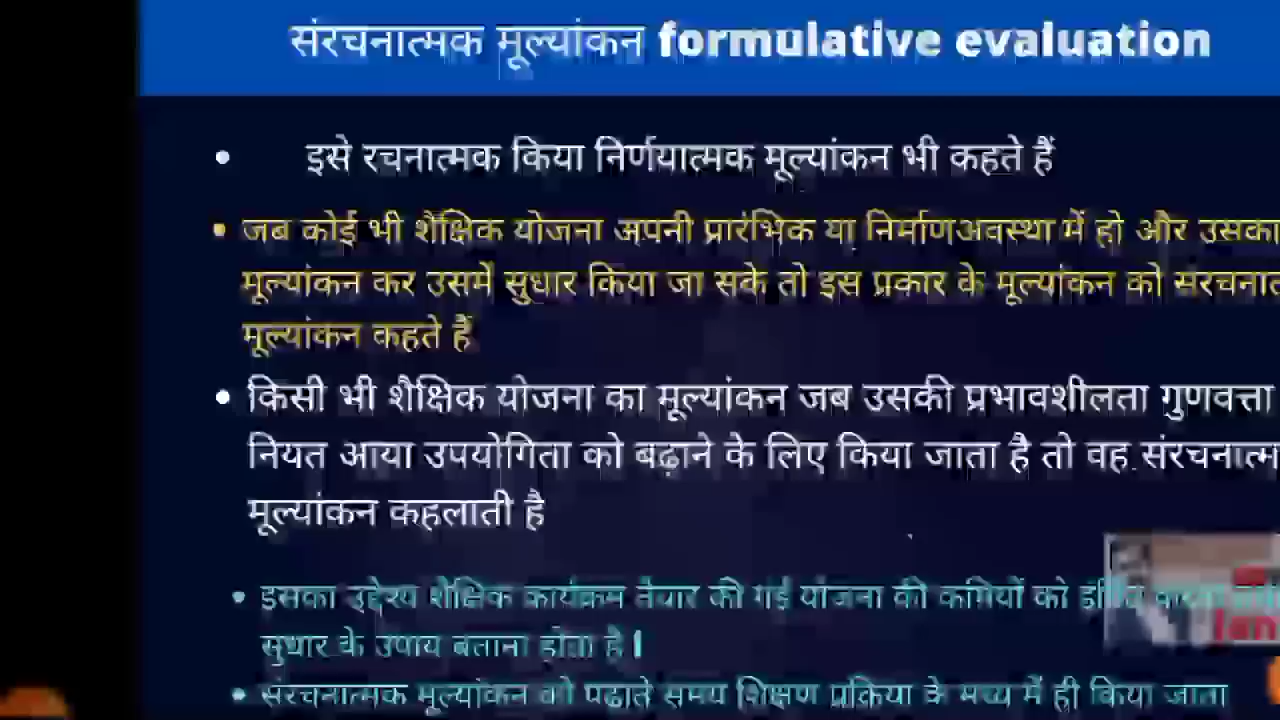 संरचनात्मक मूल्यांकन formulative evaluation
• इसे रचनात्मक किया निर्णयात्मक मूल्यांकन भी कहते हैं
• जब कोई भी शैक्षिक योजना अपनी प्रारंभिक या निर्माणअवस्था में हो और उसका
मूल्यांकन कर उसमें सुधार किया जा सके तो इस प्रकार के मूल्यांकन को संरचनात
मूल्यांकन कहते हैं
• किसी भी शैक्षिक योजना का मूल्यांकन जब उसकी प्रभावशीलता गुणवत्ता
नियत आया उपयोगिता को बढ़ाने के लिए किया जाता है तो वह संरचनात्म
मूल्यांकन कहलाती है
• इसका उद्देश्य शैक्षिक कार्यक्रम तैयार की गई योजना की कमियों को
सुधार के उपाय बताना होता है ।
• संरचनात्मक मूल्यांकन को पढ़ाते समय शिक्षण प्रक्रिया के मध्य में ही किया जाता